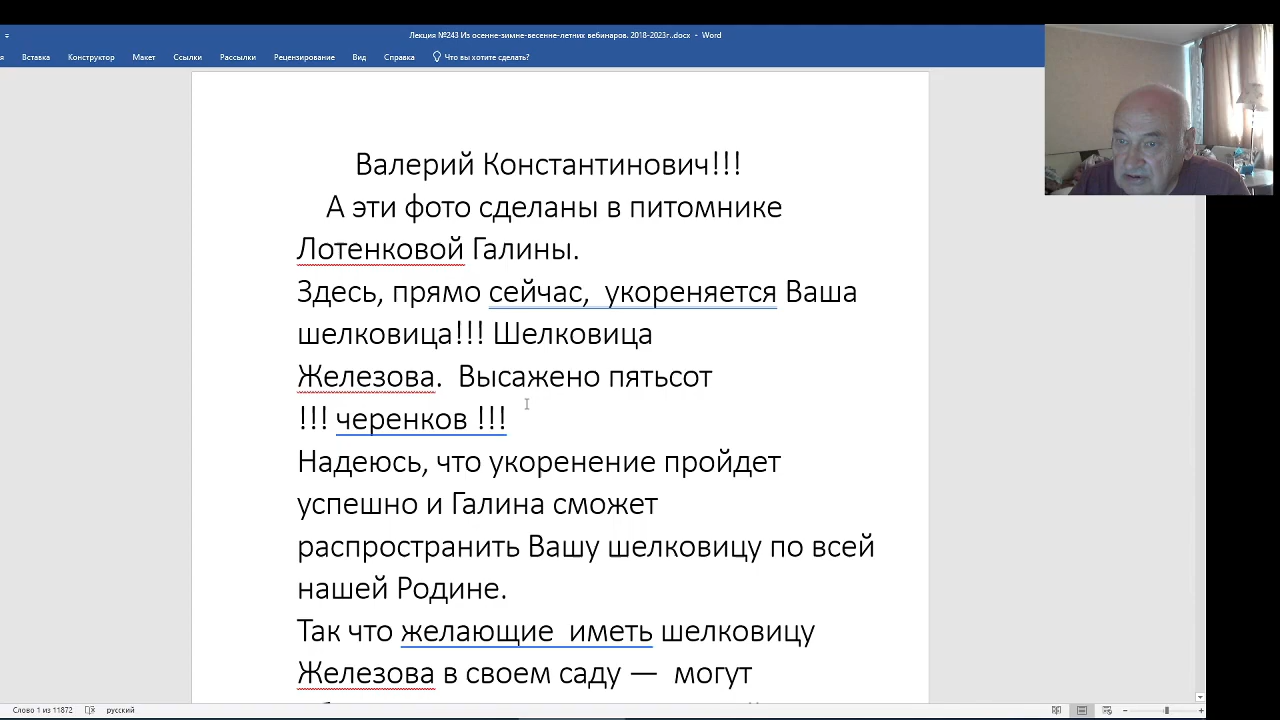 Лекция №243 Из осенне-зимне-весенне-летних вебинаров. 2018-2023г..docx - Word
Вставка Конструктор Макет Ссылки Рассылки Рецензирование Вид Справка Что вы хотите сделать?
Валерий Константинович!!!
А эти фото сделаны в питомнике
Лотенковой Галины.
Здесь, прямо сейчас, укореняется Ваша
шелковица!!! Шелковица
Железова. Высажено пятьсот
!!! черенков !!!
Надеюсь, что укоренение пройдет
успешно и Галина сможет
распространить Вашу шелковицу по всей
нашей Родине.
Так что желающие иметь шелковицу
Железова в своем саду — могут
Слово 1 из 11872 русский